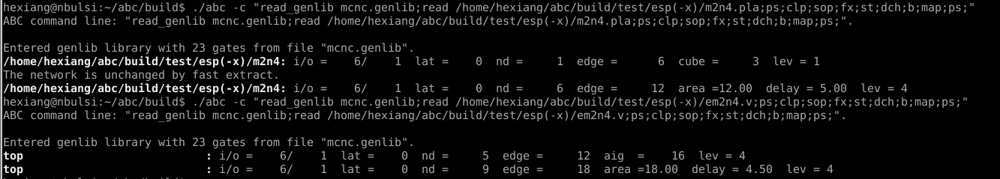 hexiang@nbulsi:~/abc/build$ ./abc -c "read_genlib mcnc.genlib;read /home/hexiang/abc/build/test/esp(-x)/m2n4.pla;ps;clp;sop;fx;st;dch;b;map;ps;"
ABC command line: "read_genlib mcnc.genlib;read /home/hexiang/abc/build/test/esp(-x)/m2n4.pla;ps;clp;sop;fx;st;dch;b;map;ps;".
Entered genlib library with 23 gates from file "mcnc.genlib".
/home/hexiang/abc/build/test/esp(-x)/m2n4: i/o = 6/ 1 lat = 0 nd = 1 edge = 6 cube = 3 lev = 1
The network is unchanged by fast extract.
/home/hexiang/abc/build/test/esp(-x)/m2n4: i/o = 6/ 1 lat = 0 nd = 6 edge = 12 area =12.00 delay = 5.00 lev = 4
hexiang@nbulsi:~/abc/build$ ./abc -c "read_genlib mcnc.genlib;read /home/hexiang/abc/build/test/esp(-x)/em2n4.v;ps;clp;sop;fx;st;dch;b;map;ps;"
ABC command line: "read_genlib mcnc.genlib;read /home/hexiang/abc/build/test/esp(-x)/em2n4.v;ps;clp;sop;fx;st;dch;b;map;ps;".
Entered genlib library with 23 gates from file "mcnc.genlib".
top : i/o = 6/ 1 lat = 0 nd = 5 edge = 12 aig = 16 lev = 4
top : i/o = 6/ 1 lat = 0 nd = 9 edge = 18 area =18.00 delay = 4.50 lev = 4